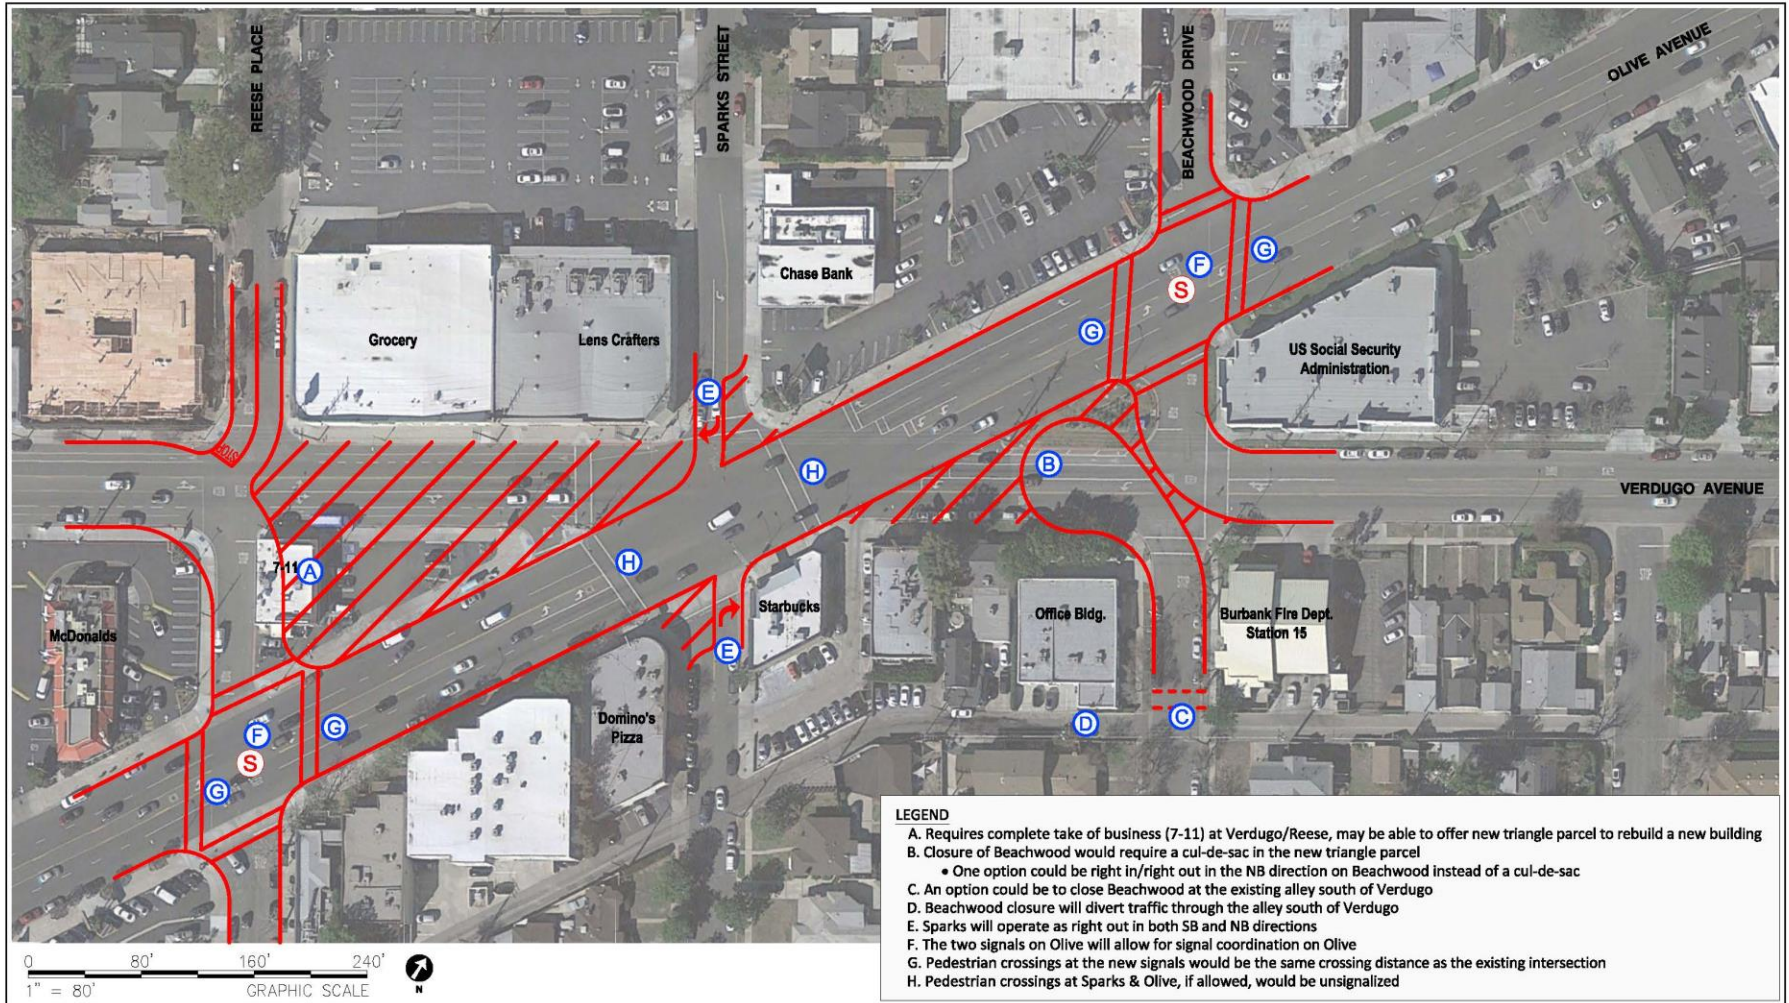 REESE PLACE
SPARKS STREET
BEACHWOOD DRIVE
OLIVE AVENUE
Chase Bank
F
G
S
Grocery
Lens Crafters
G
US Social Security
Administration
E
H
B
VERDUGO AVENUE
STOP
7-11
A
H
McDonalds
Starbucks
Office Bldg.
Burbank Fire Dept.
Station 15
E
Domino's
Pizza
D
C
F
G
S
G
LEGEND
A. Requires complete take of business (7-11) at Verdugo/Reese, may be able to offer new triangle parcel to rebuild a new building
B. Closure of Beachwood would require a cul-de-sac in the new triangle parcel
• One option could be right in/right out in the NB direction on Beachwood instead of a cul-de-sac
C. An option could be to close Beachwood at the existing alley south of Verdugo
D. Beachwood closure will divert traffic through the alley south of Verdugo
E. Sparks will operate as right out in both SB and NB directions
F. The two signals on Olive will allow for signal coordination on Olive
G. Pedestrian crossings at the new signals would be the same crossing distance as the existing intersection
H. Pedestrian crossings at Sparks & Olive, if allowed, would be unsignalized
0 80' 160' 240'
1" = 80' GRAPHIC SCALE
N